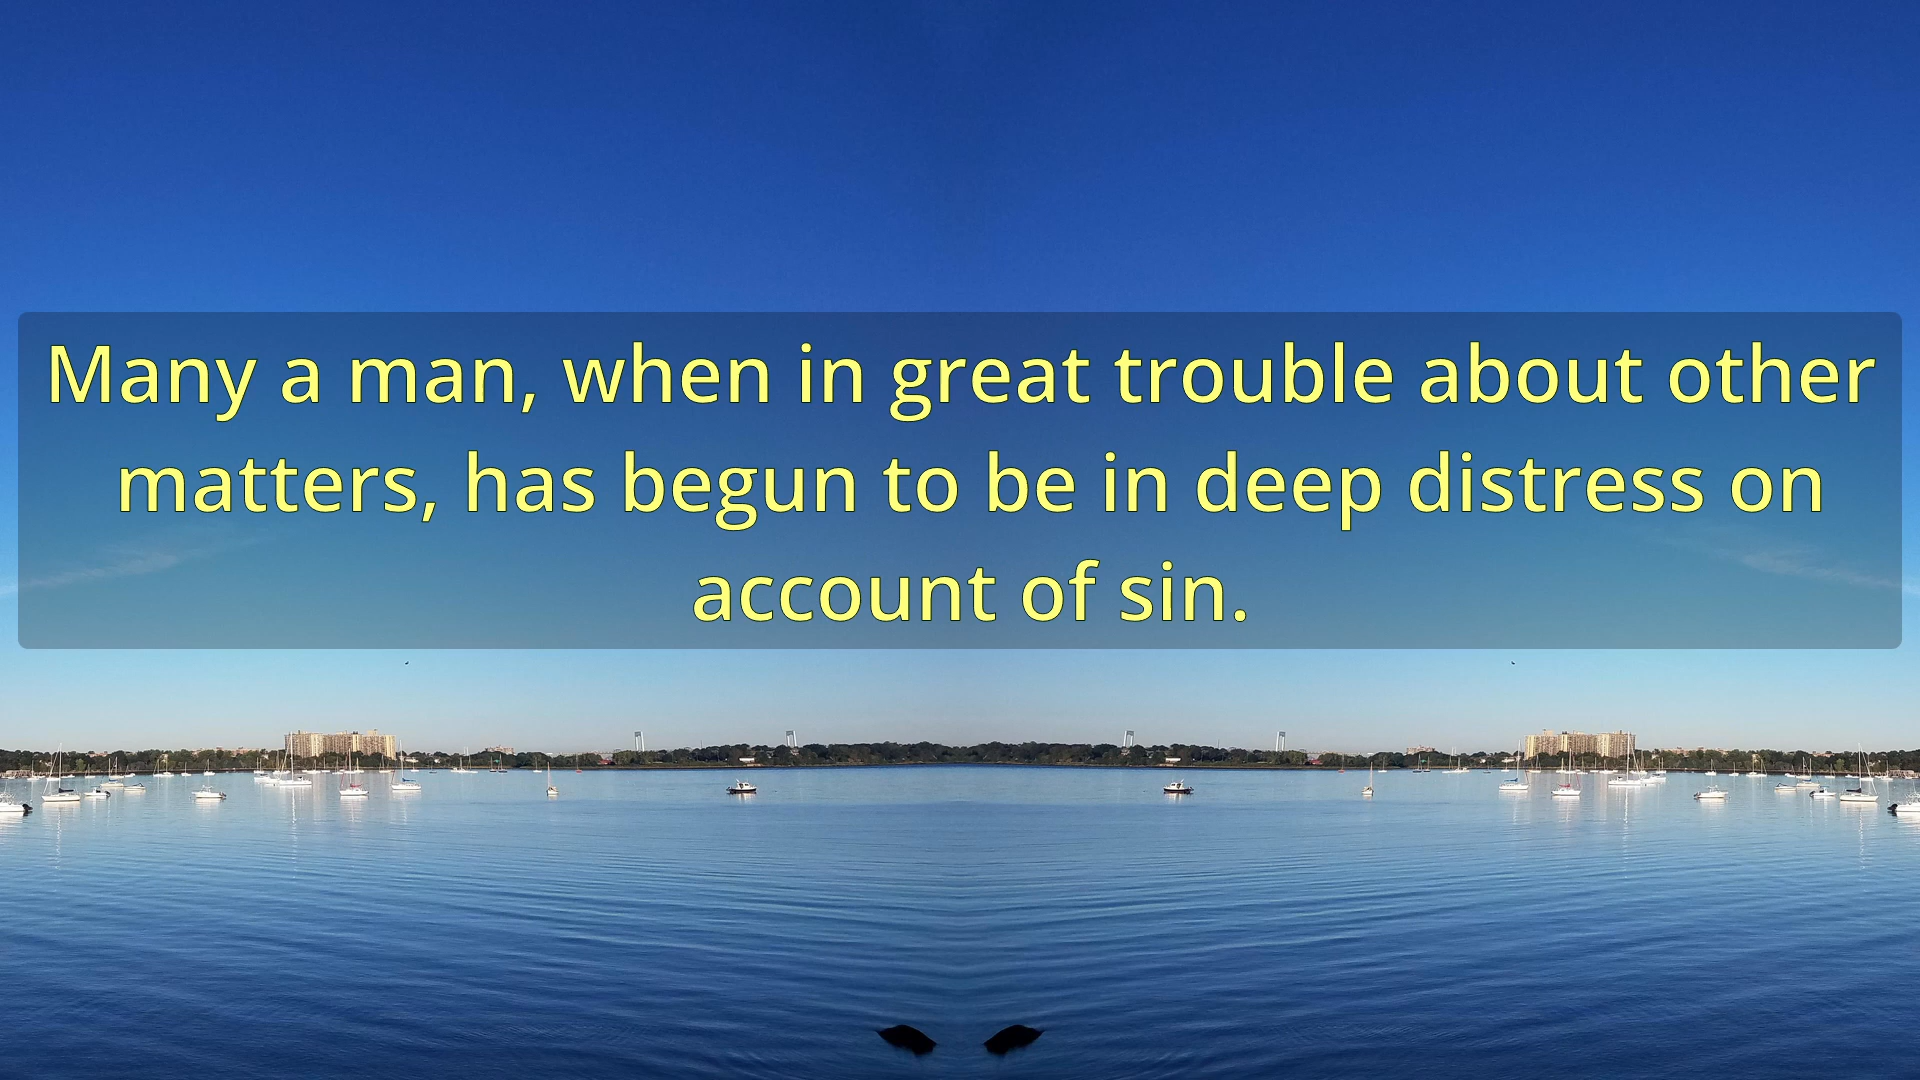 Many a man, when in great trouble about other
matters, has begun to be in deep distress on
account of sin.